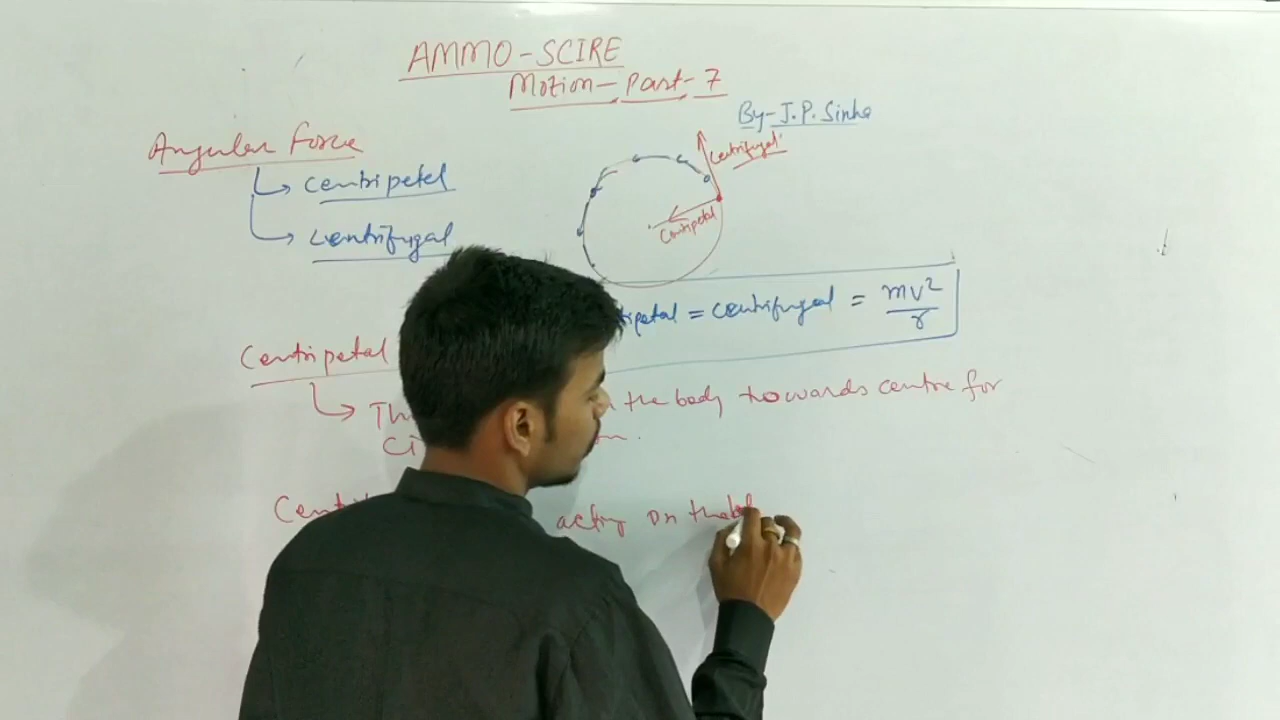 AMMO-SCIRE
Motion-Part-7
By-J.P. Sinha
Angular Force
Centripetal
Centrifugal
Centrifugal
Centripetal
tripetal = centrifugal = mv²/r
Centripetal
the body towards centre for
acting on the